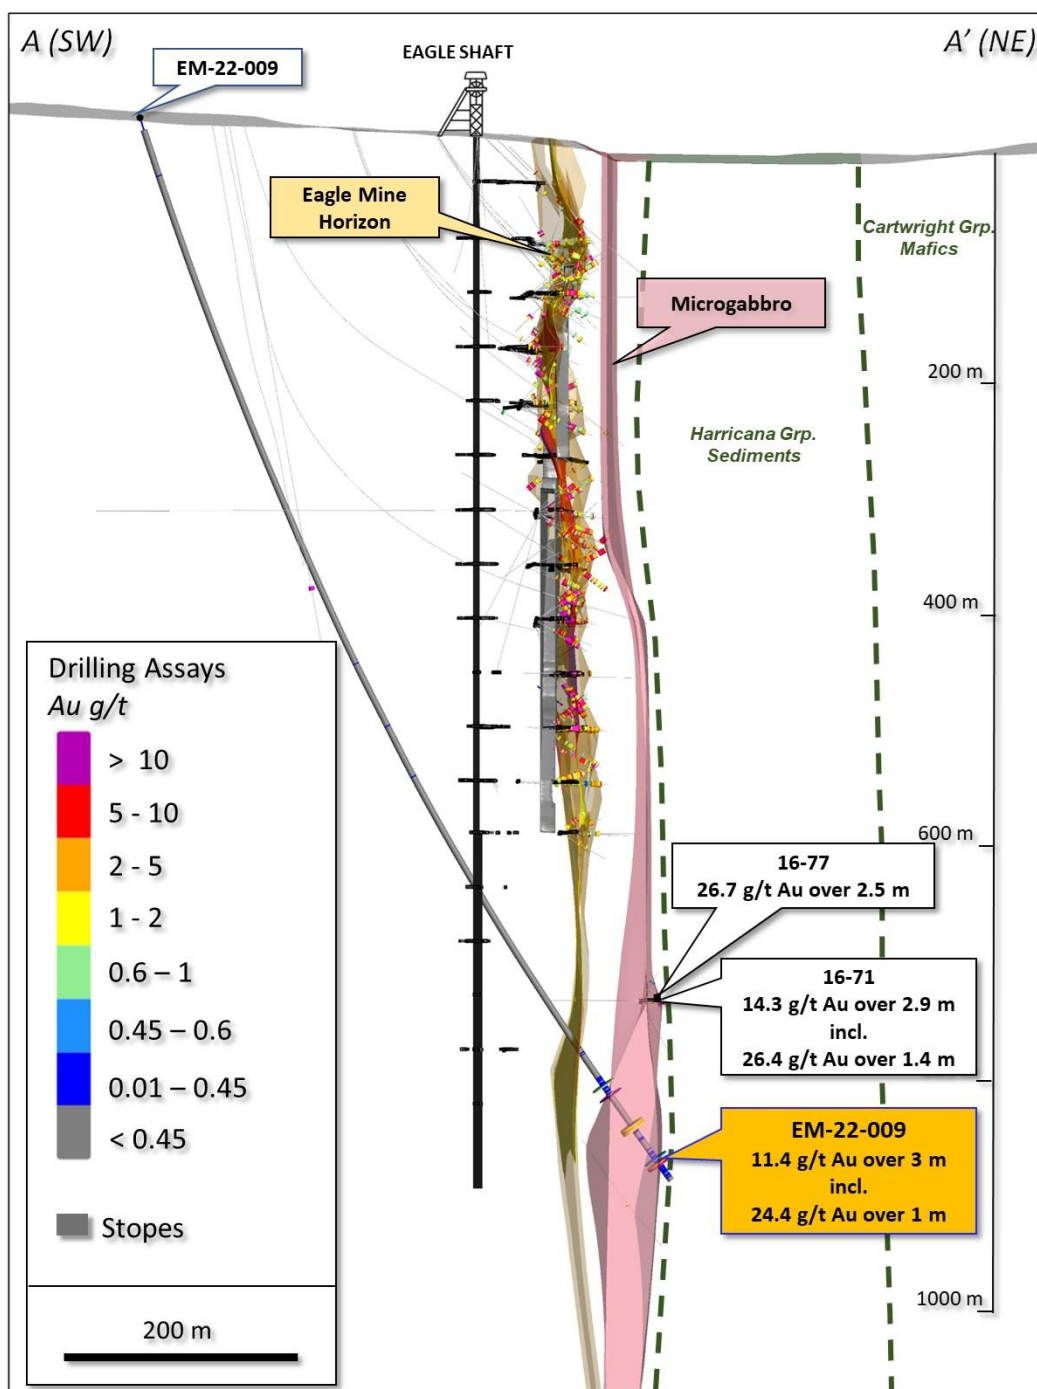 A (SW)
EM-22-009
EAGLE SHAFT
A’ (NE)
Eagle Mine
Horizon
Cartwright Grp.
Mafics
Microgabbro
200 m
Harricana Grp.
Sediments
400 m
600 m
16-77
26.7 g/t Au over 2.5 m
16-71
14.3 g/t Au over 2.9 m
incl.
26.4 g/t Au over 1.4 m
EM-22-009
11.4 g/t Au over 3 m
incl.
24.4 g/t Au over 1 m
1000 m
Drilling Assays
Au g/t
> 10
5 - 10
2 - 5
1 - 2
0.6 – 1
0.45 – 0.6
0.01 – 0.45
< 0.45
Stopes
200 m